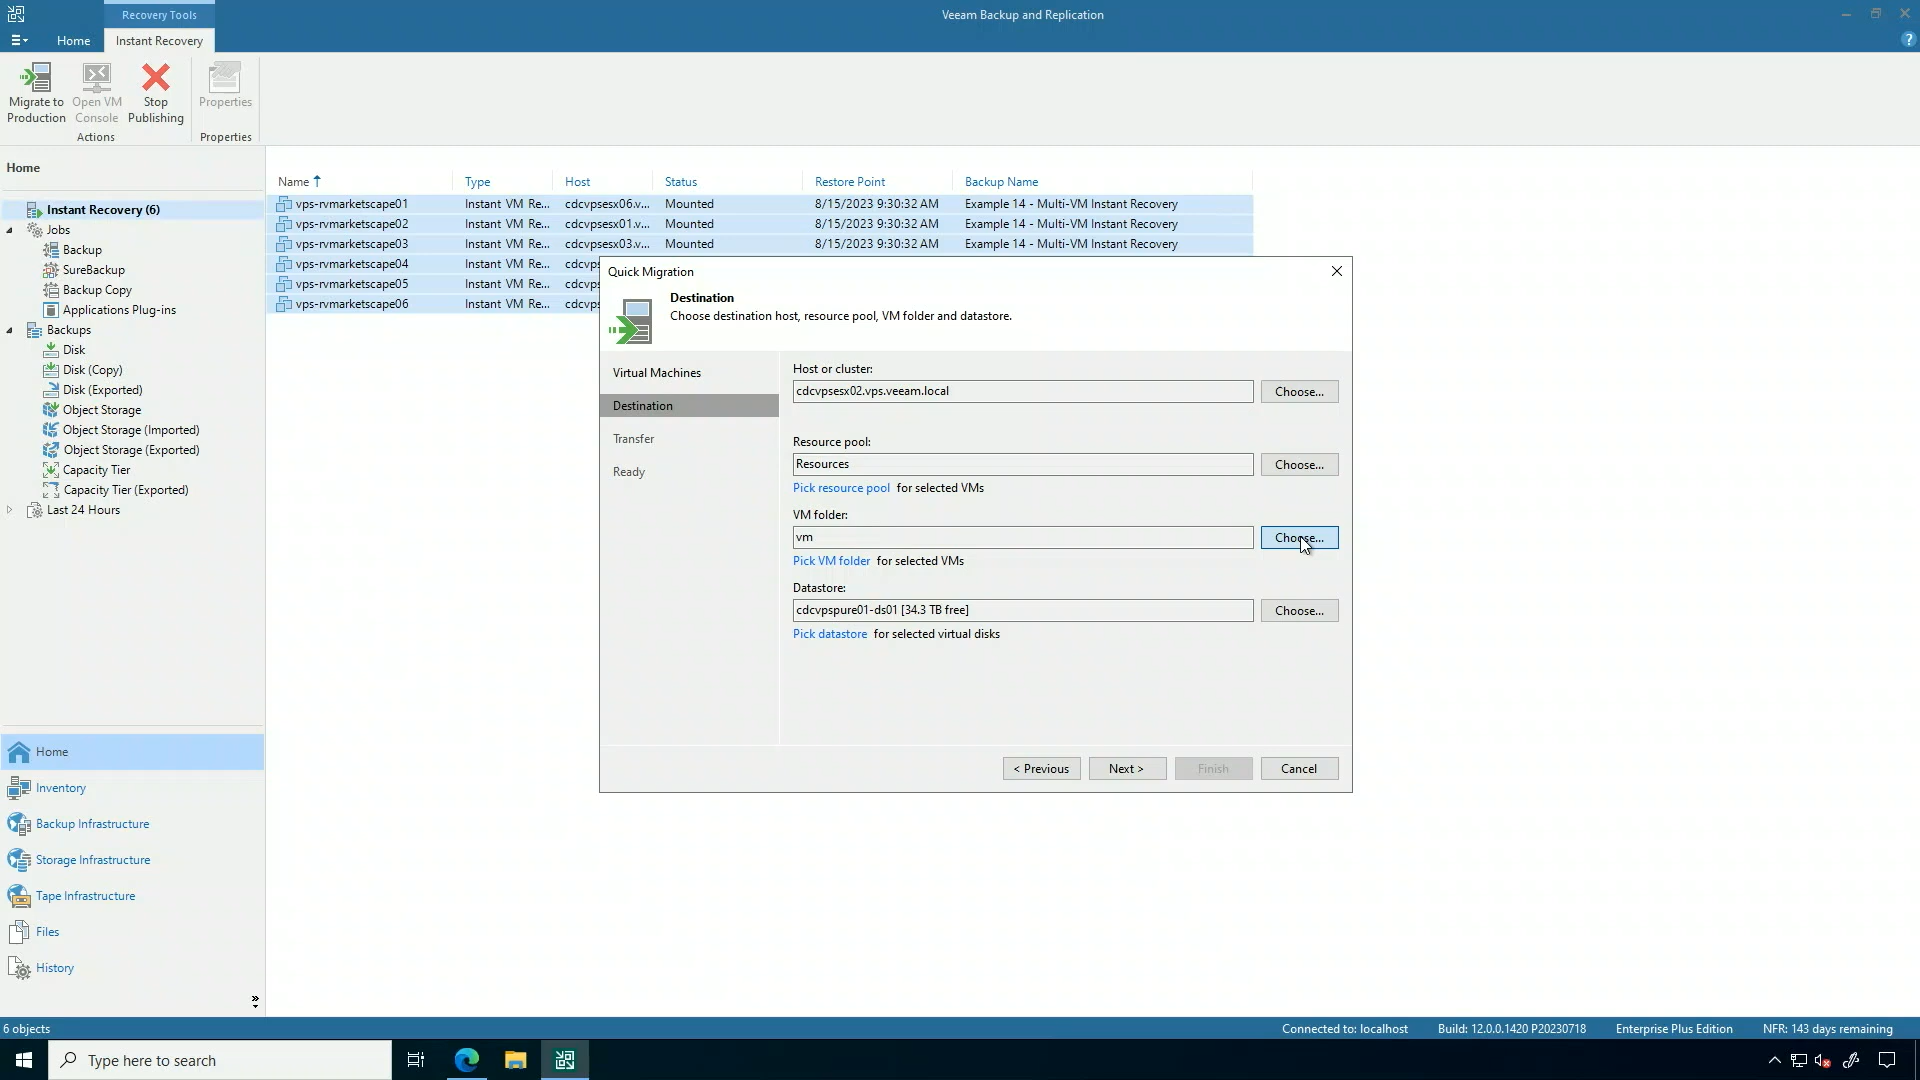 Recovery Tools
Veeam Backup and Replication
Home
Instant Recovery
?
Migrate to Production
Open VM Console
Stop Publishing
Properties
Actions
Properties
Home
Instant Recovery (6)
Jobs
Backup
SureBackup
Backup Copy
Applications Plug-ins
Backups
Disk
Disk (Copy)
Disk (Exported)
Object Storage
Object Storage (Imported)
Object Storage (Exported)
Capacity Tier
Capacity Tier (Exported)
Last 24 Hours
Home
Inventory
Backup Infrastructure
Storage Infrastructure
Tape Infrastructure
Files
History
Name Type Host Status Restore Point Backup Name
vps-rvmarketscape01 Instant VM Re... cdcvpsesx06.v... Mounted 8/15/2023 9:30:32 AM Example 14 - Multi-VM Instant Recovery
vps-rvmarketscape02 Instant VM Re... cdcvpsesx01.v... Mounted 8/15/2023 9:30:32 AM Example 14 - Multi-VM Instant Recovery
vps-rvmarketscape03 Instant VM Re... cdcvpsesx03.v... Mounted 8/15/2023 9:30:32 AM Example 14 - Multi-VM Instant Recovery
vps-rvmarketscape04 Instant VM Re... cdcvps
vps-rvmarketscape05 Instant VM Re... cdcvps
vps-rvmarketscape06 Instant VM Re... cdcvps
Quick Migration
Destination
Choose destination host, resource pool, VM folder and datastore.
Virtual Machines
Destination
Transfer
Ready
Host or cluster:
cdcvpsesx02.vps.veeam.local Choose...
Resource pool:
Resources Choose...
Pick resource pool for selected VMs
VM folder:
vm Choose...
Pick VM folder for selected VMs
Datastore:
cdcvpspure01-ds01 [34.3 TB free] Choose...
Pick datastore for selected virtual disks
< Previous Next > Finish Cancel
6 objects
Connected to: localhost Build: 12.0.0.1420 P20230718 Enterprise Plus Edition NFR: 143 days remaining
Type here to search